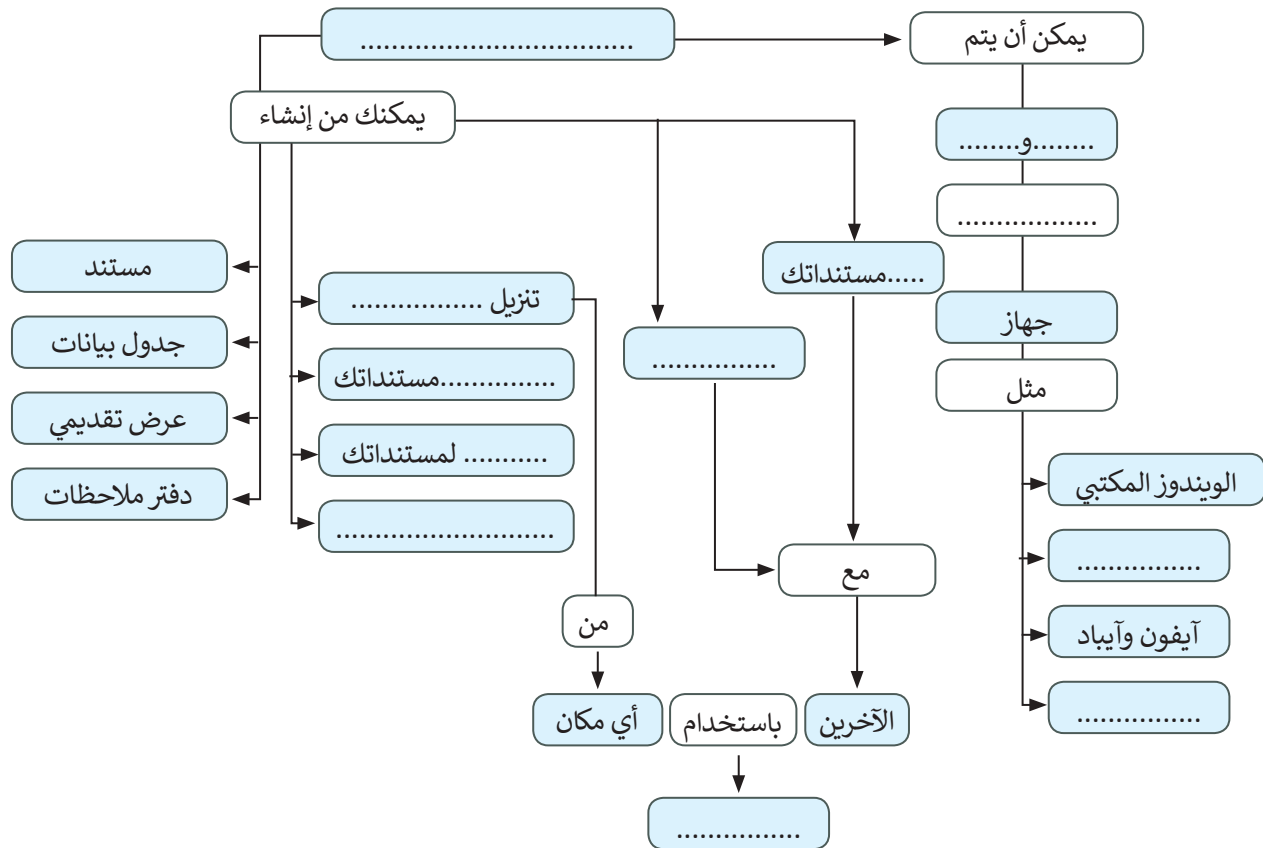 ..................................
يمكن أن يتم
يمكنك من إنشاء
........و........
..................
جهاز
مثل
الويندوز المكتبي
................
آيفون وآيباد
................
.....مستنداتك
................
مع
الآخرين
تنزيل .................
...............مستنداتك
........... لمستنداتك
............................
من
أي مكان
باستخدام
................
مستند
جدول بيانات
عرض تقديمي
دفتر ملاحظات